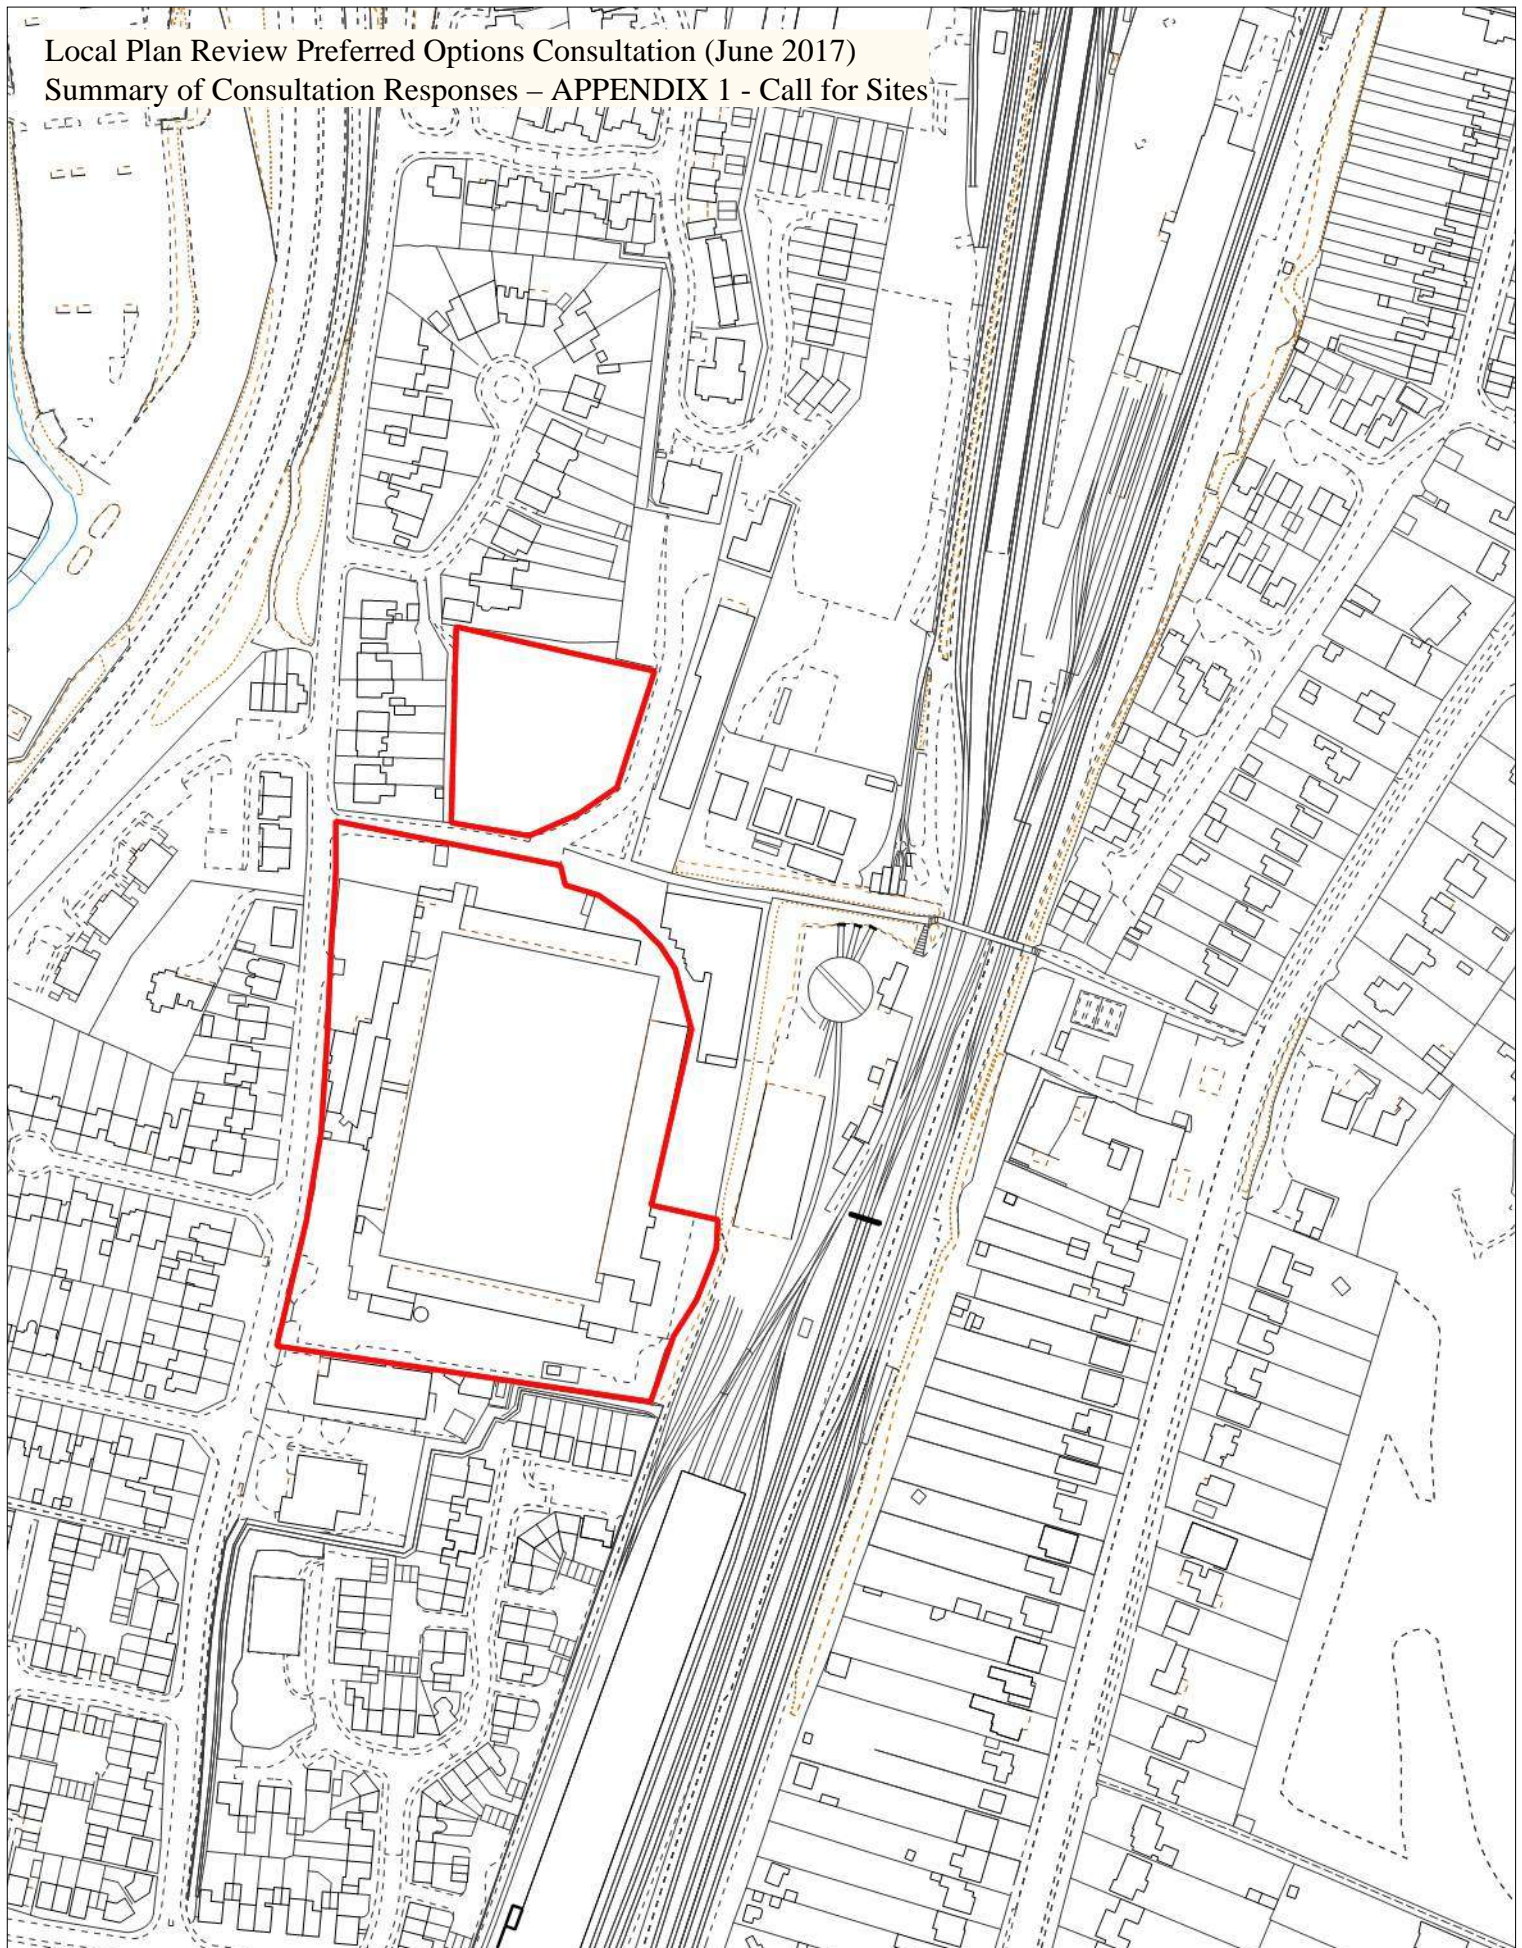 Local Plan Review Preferred Options Consultation (June 2017)
Summary of Consultation Responses – APPENDIX 1 - Call for Sites